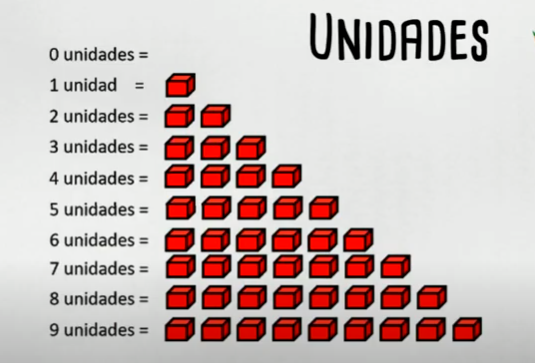 UNIDADES
0 unidades =
1 unidad =
2 unidades =
3 unidades =
4 unidades =
5 unidades =
6 unidades =
7 unidades =
8 unidades =
9 unidades =